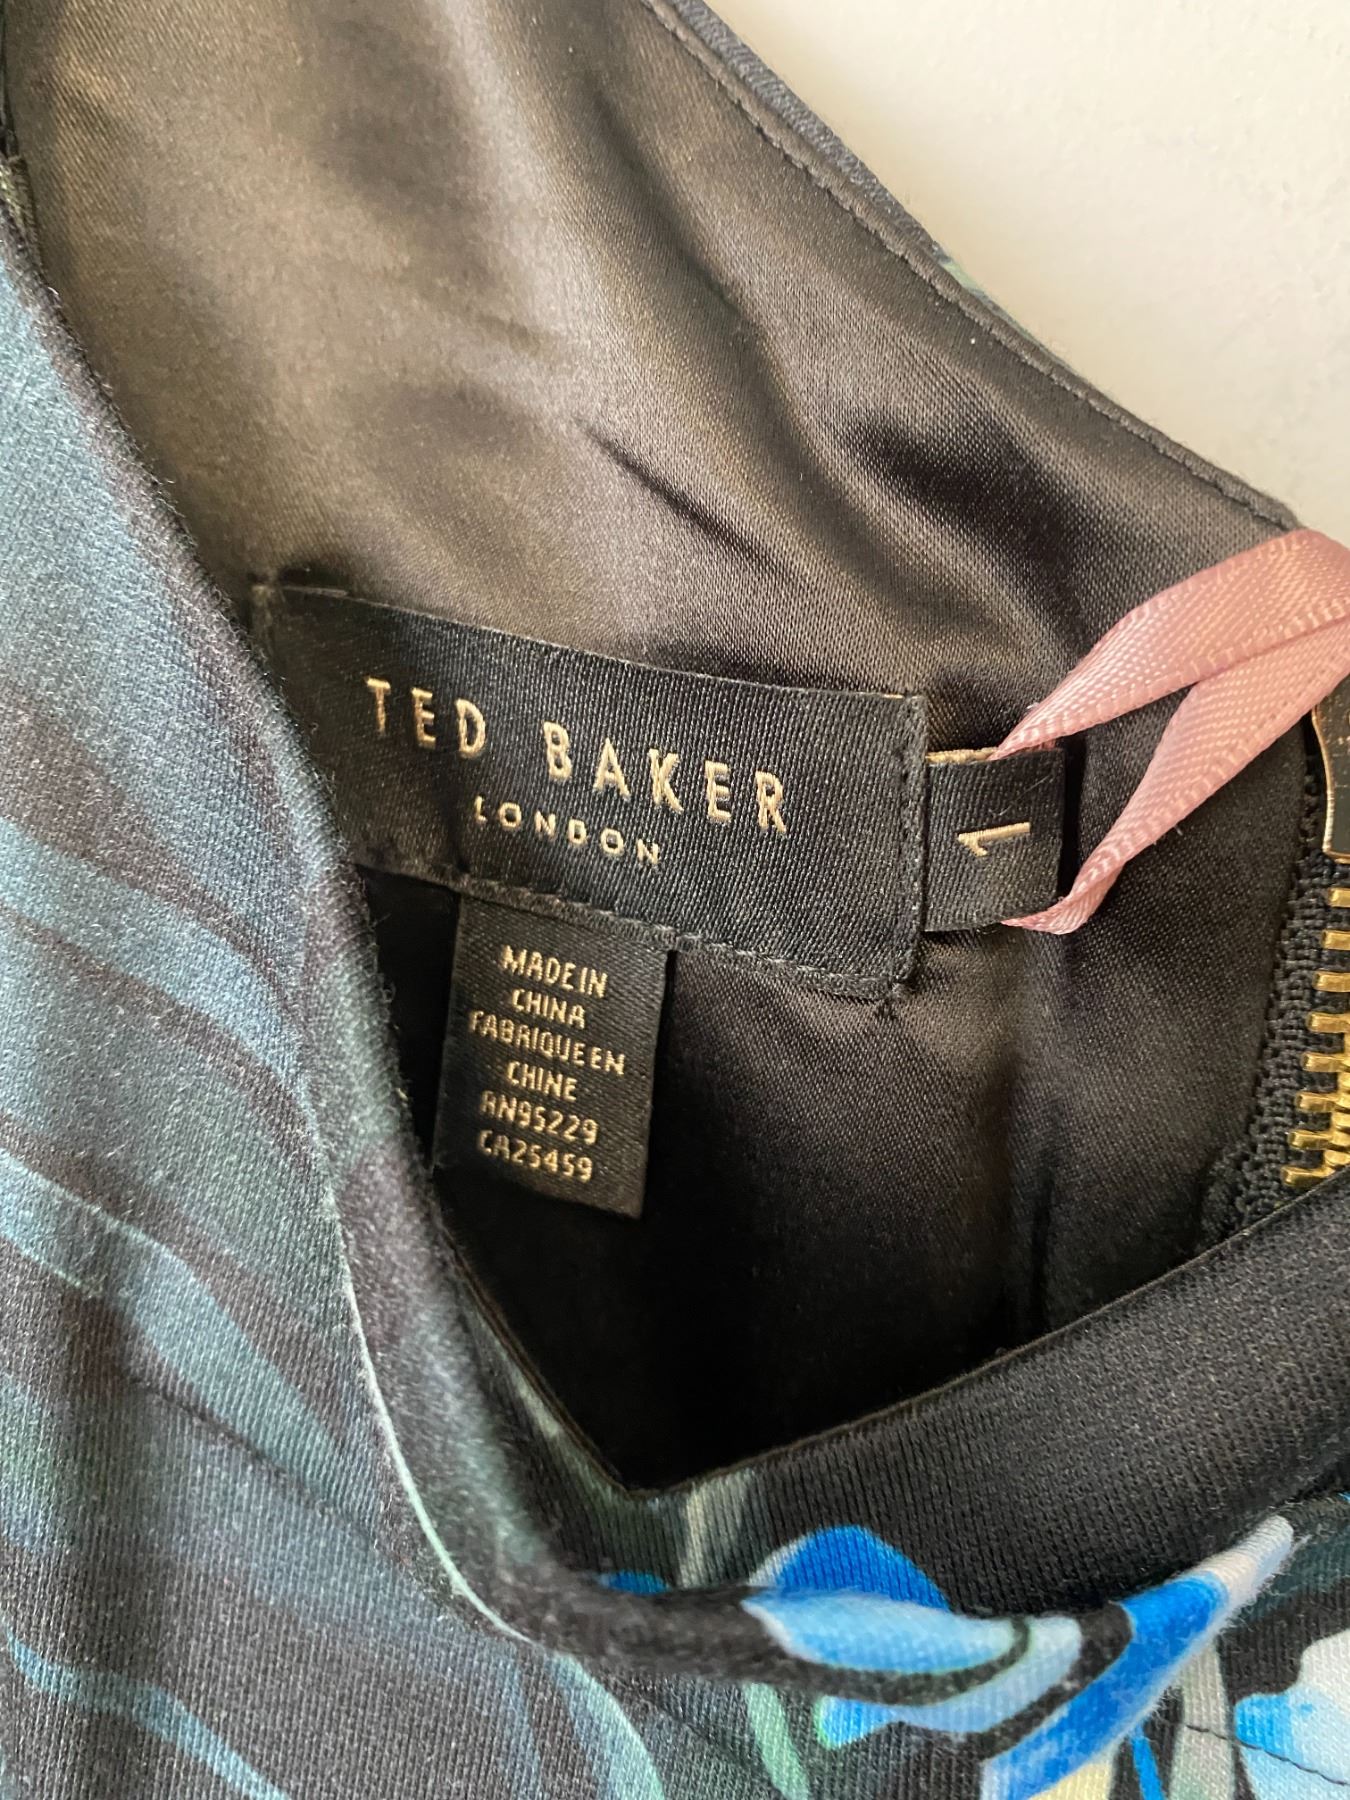 TED BAKER
LONDON
1
MADE IN
CHINA
FABRIQUE EN
CHINE
RN95229
CA25459